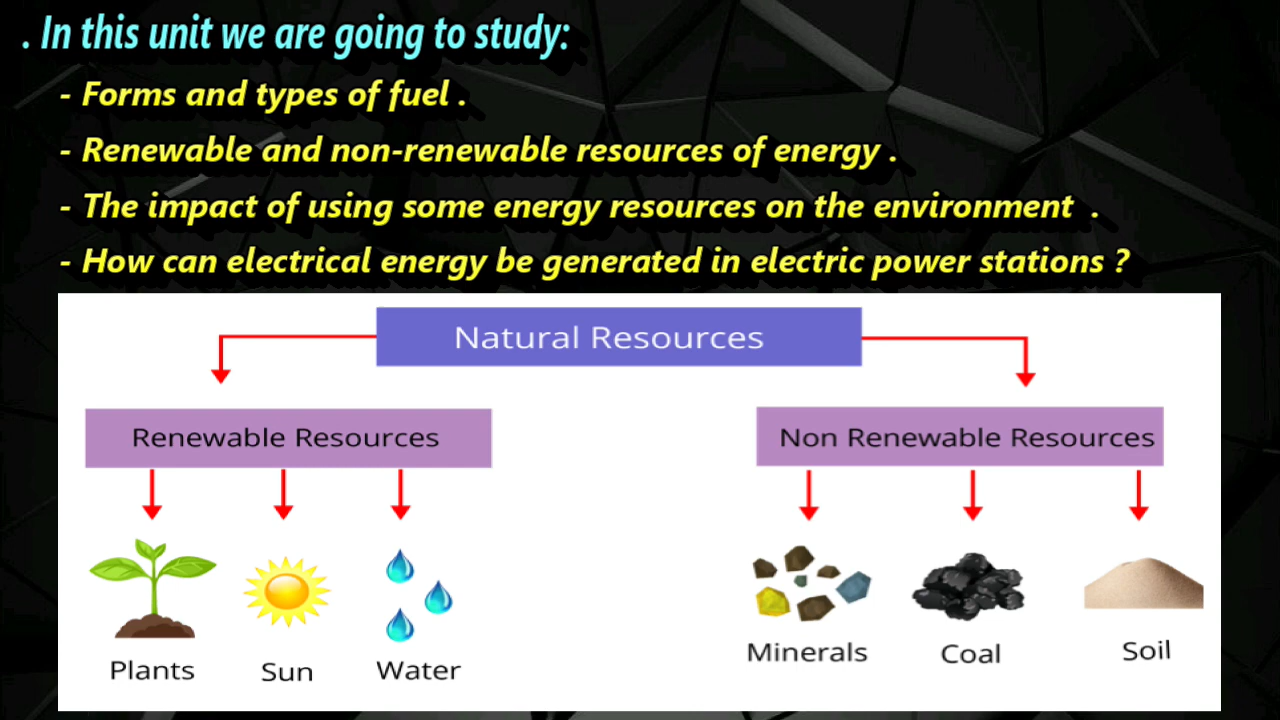 . In this unit we are going to study:
- Forms and types of fuel .
- Renewable and non-renewable resources of energy .
- The impact of using some energy resources on the environment .
- How can electrical energy be generated in electric power stations ?
Natural Resources
Renewable Resources
Non Renewable Resources
Plants
Sun
Water
Minerals
Coal
Soil